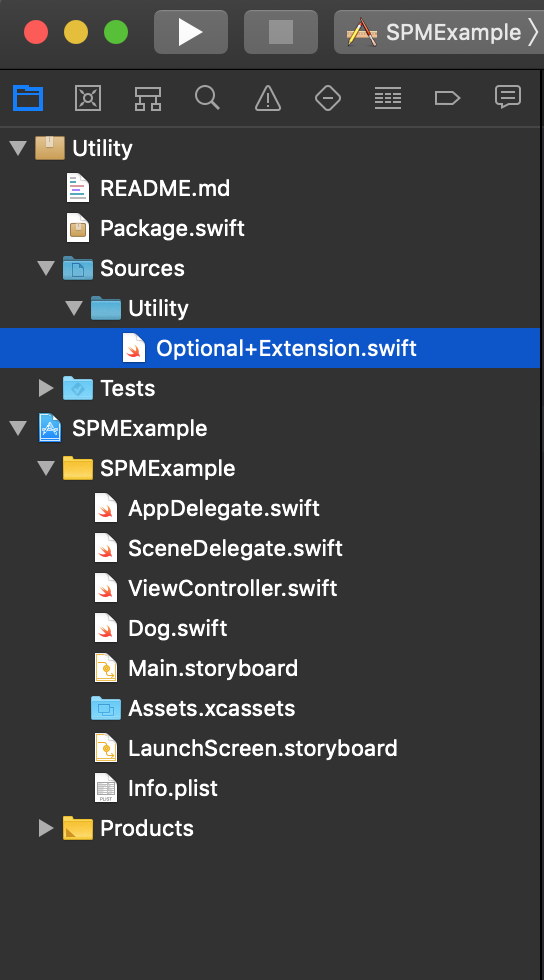 SPMExample
Utility
README.md
Package.swift
Sources
Utility
Optional+Extension.swift
Tests
SPMExample
SPMExample
AppDelegate.swift
SceneDelegate.swift
ViewController.swift
Dog.swift
Main.storyboard
Assets.xcassets
LaunchScreen.storyboard
PLIST
Info.plist
Products